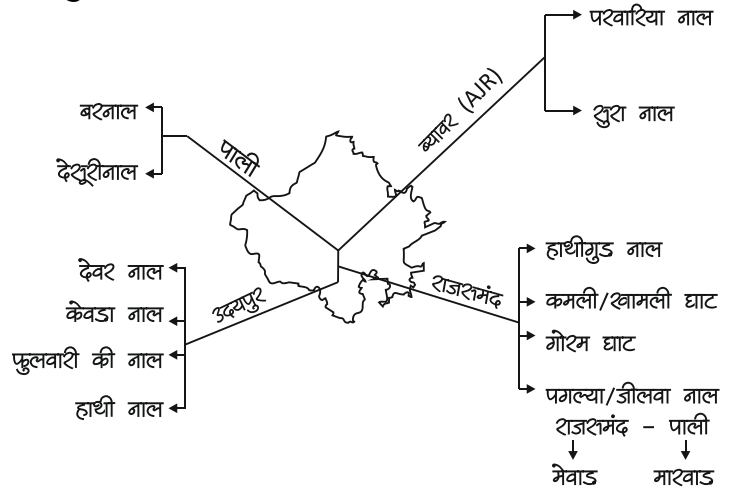 परवारिया नाल
ब्यावर (AJR)
सुरा नाल
बरनाल
पाली
देसूरीनाल
देवर नाल
केवडा नाल
फुलवारी की नाल
हाथी नाल
उदयपुर
राजसमंद
हाथीगुड नाल
कमली/खामली घाट
गोरम घाट
पगल्या/जीलवा नाल
राजसमंद – पाली
मेवाड मारवाड